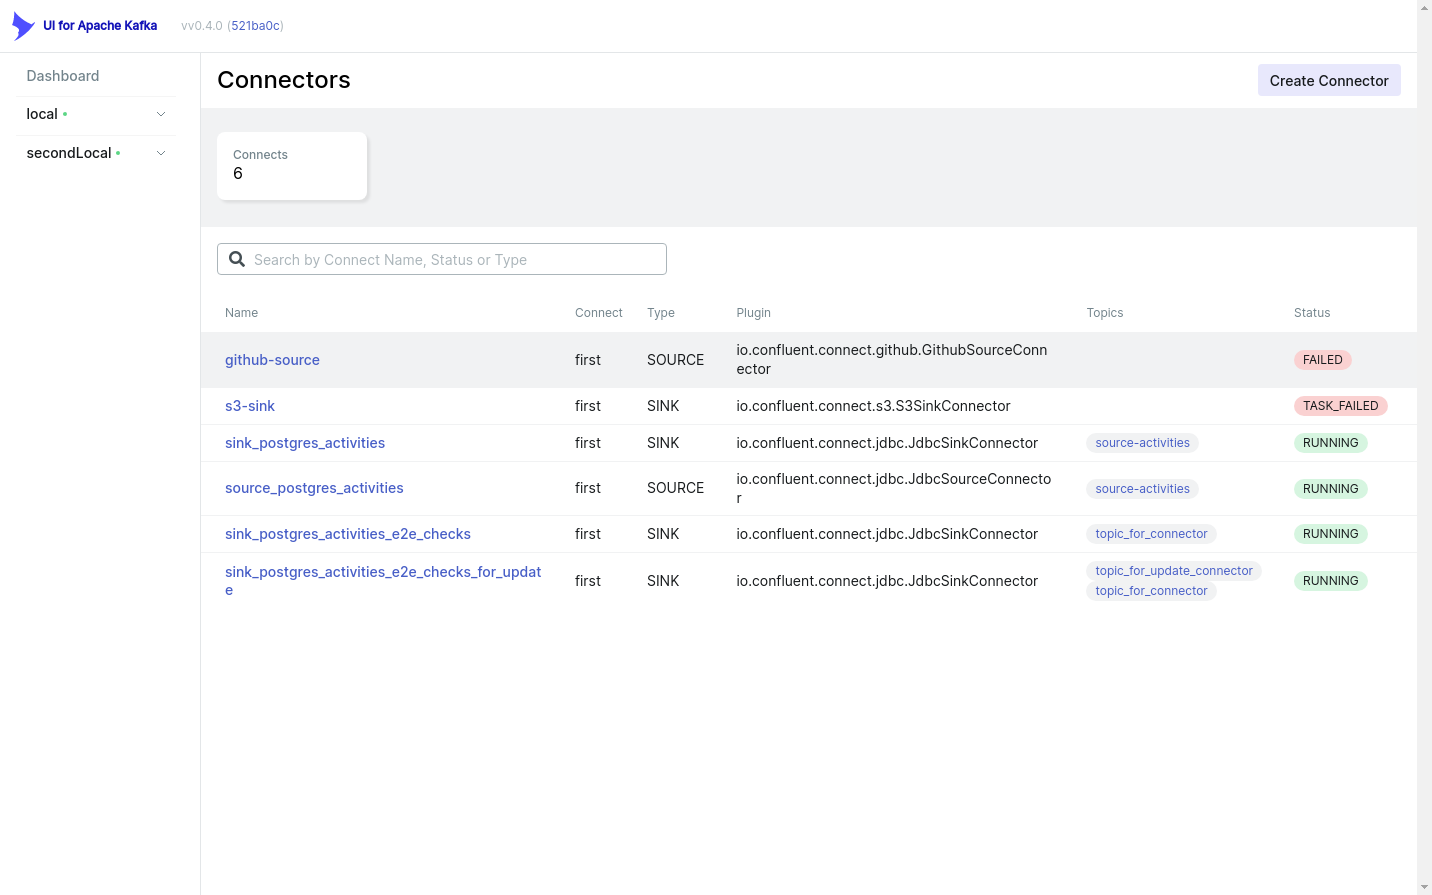 UI for Apache Kafka vv0.4.0 (521ba0c)
Dashboard
local
secondLocal
Connectors
Create Connector
Connects
6
Search by Connect Name, Status or Type
Name Connect Type Plugin Topics Status
github-source first SOURCE io.confluent.connect.github.GithubSourceConn
ector FAILED
s3-sink first SINK io.confluent.connect.s3.S3SinkConnector TASK_FAILED
sink_postgres_activities first SINK io.confluent.connect.jdbc.JdbcSinkConnector source-activities RUNNING
source_postgres_activities first SOURCE io.confluent.connect.jdbc.JdbcSourceConnecto
r source-activities RUNNING
sink_postgres_activities_e2e_checks first SINK io.confluent.connect.jdbc.JdbcSinkConnector topic_for_connector RUNNING
sink_postgres_activities_e2e_checks_for_updat
e first SINK io.confluent.connect.jdbc.JdbcSinkConnector topic_for_update_connector
topic_for_connector RUNNING